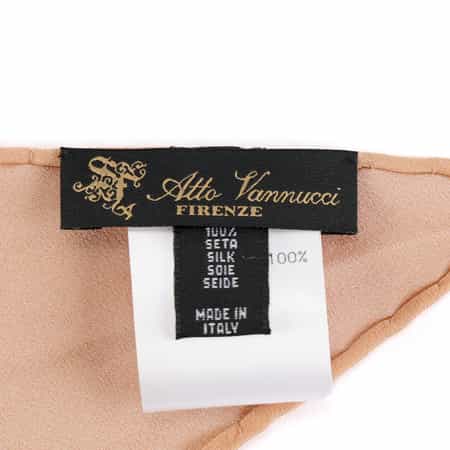 Atto Vannucci
FIRENZE
100%
SETA
SILK
SOIE
SEIDE
MADE IN
ITALY
100%